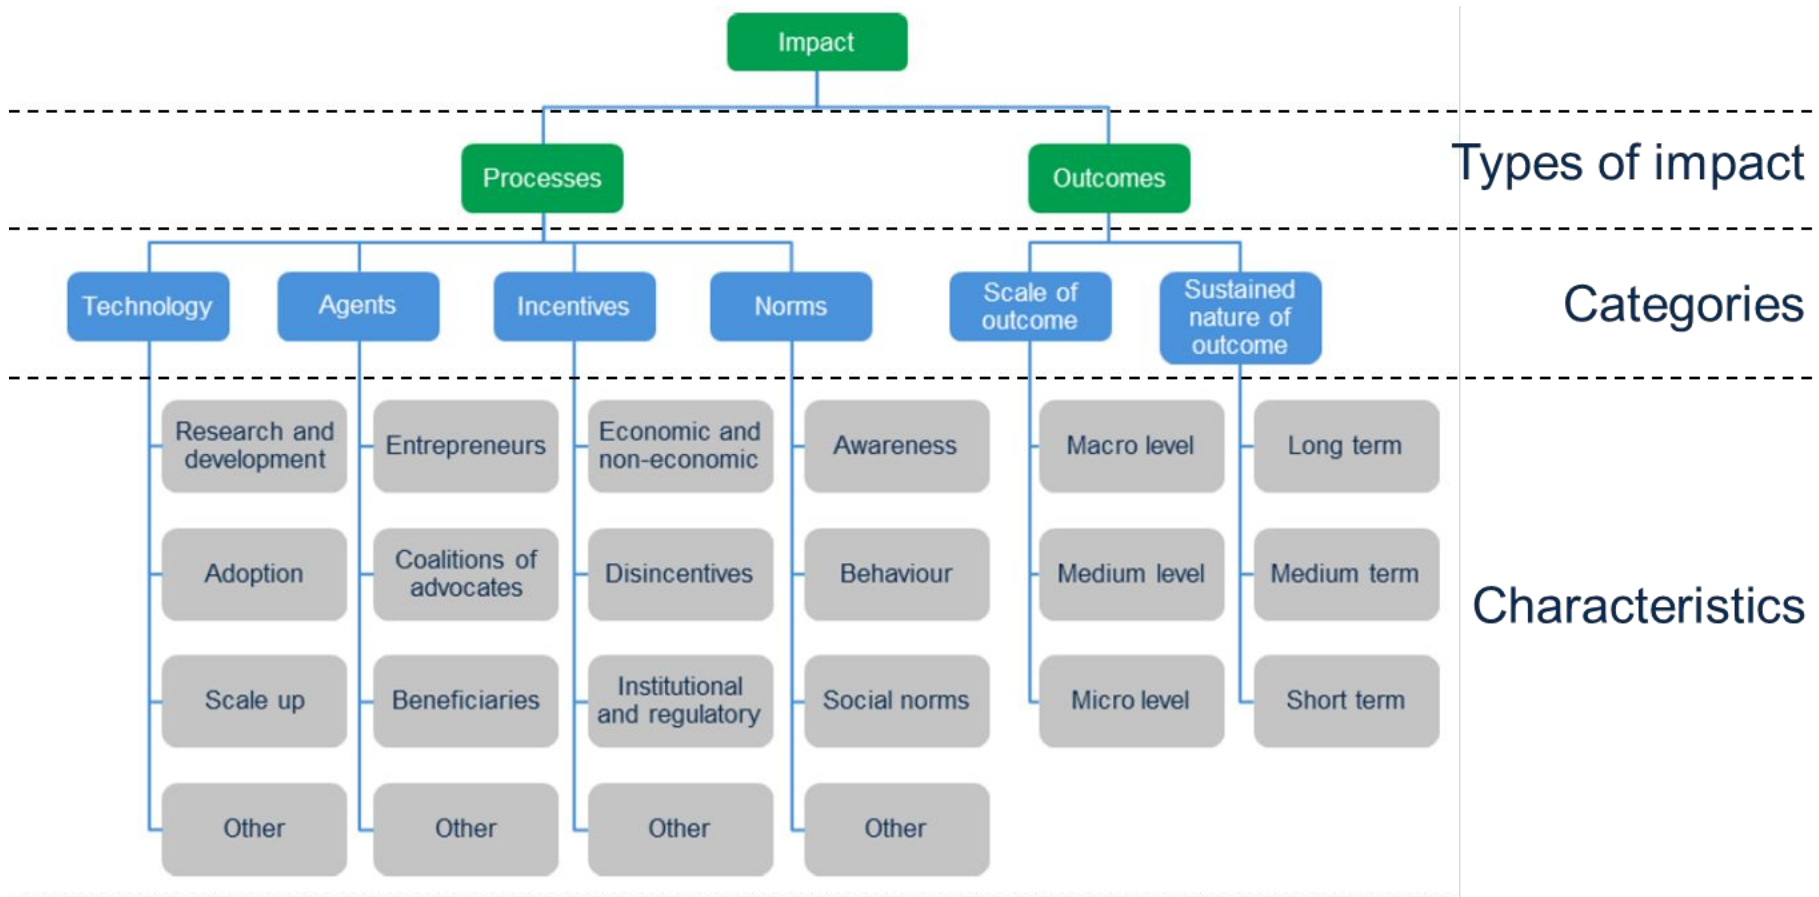 Impact
Processes
Outcomes
Types of impact
Technology
Agents
Incentives
Norms
Scale of
outcome
Sustained
nature of
outcome
Categories
Research and
development
Entrepreneurs
Economic and
non-economic
Awareness
Macro level
Long term
Adoption
Coalitions of
advocates
Disincentives
Behaviour
Medium level
Medium term
Characteristics
Scale up
Beneficiaries
Institutional
and regulatory
Social norms
Micro level
Short term
Other
Other
Other
Other